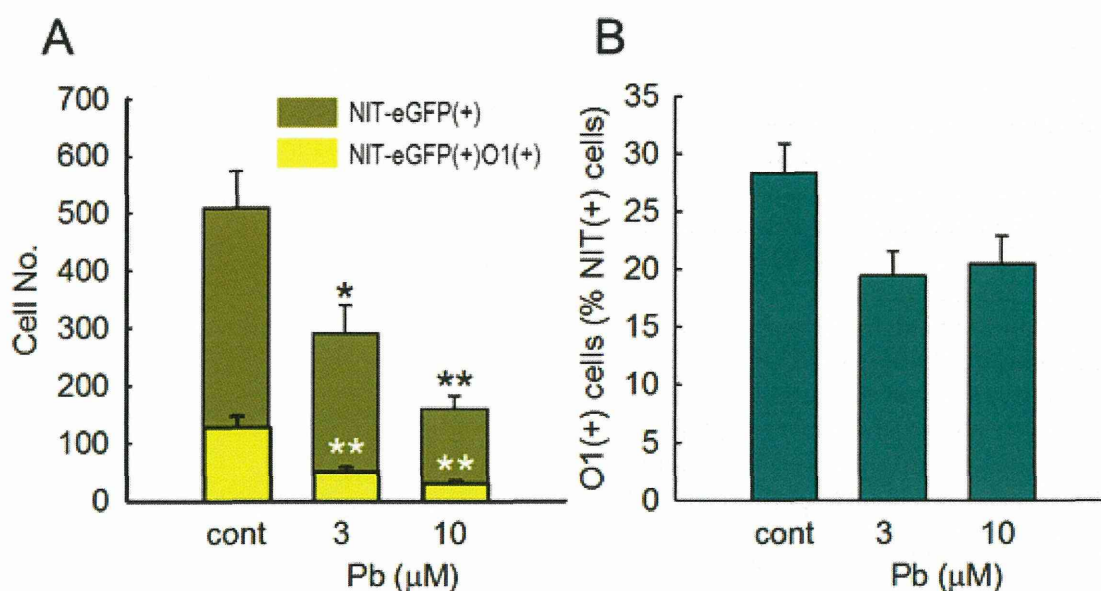 A
700
600
500
400
300
200
100
0
Cell No.
NIT-eGFP(+)
NIT-eGFP(+)O1(+)
*
**
**
**
cont 3 10
Pb (μM)
B
35
30
25
20
15
10
5
0
O1(+) cells (% NIT(+) cells)
cont 3 10
Pb (μM)